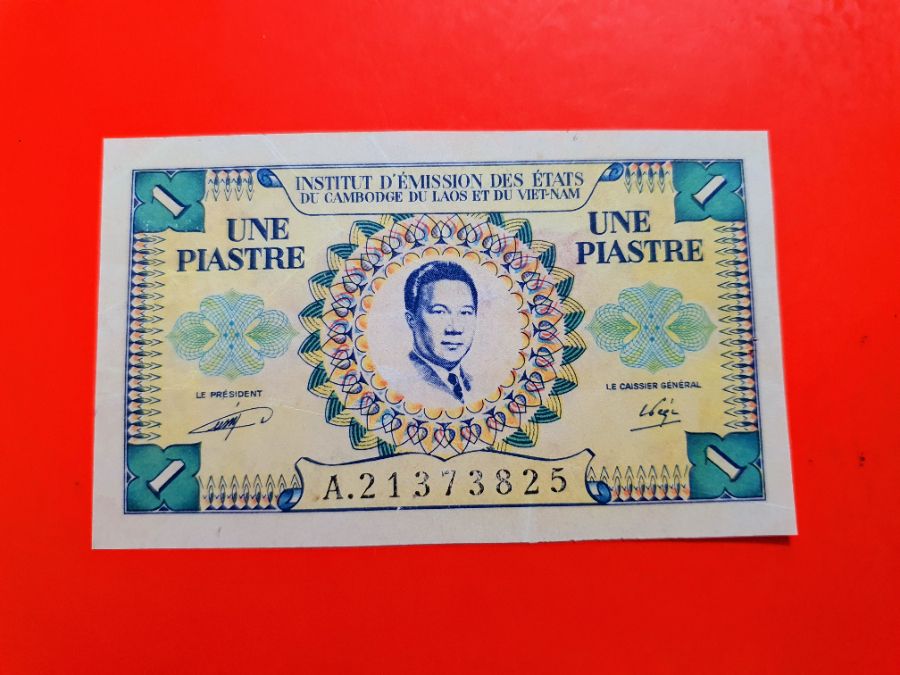 1
1
INSTITUT D'ÉMISSION DES ÉTATS
DU CAMBODGE DU LAOS ET DU VIET-NAM
UNE
PIASTRE
UNE
PIASTRE
LE PRÉSIDENT
LE CAISSIER GÉNÉRAL
1
1
A.21373825